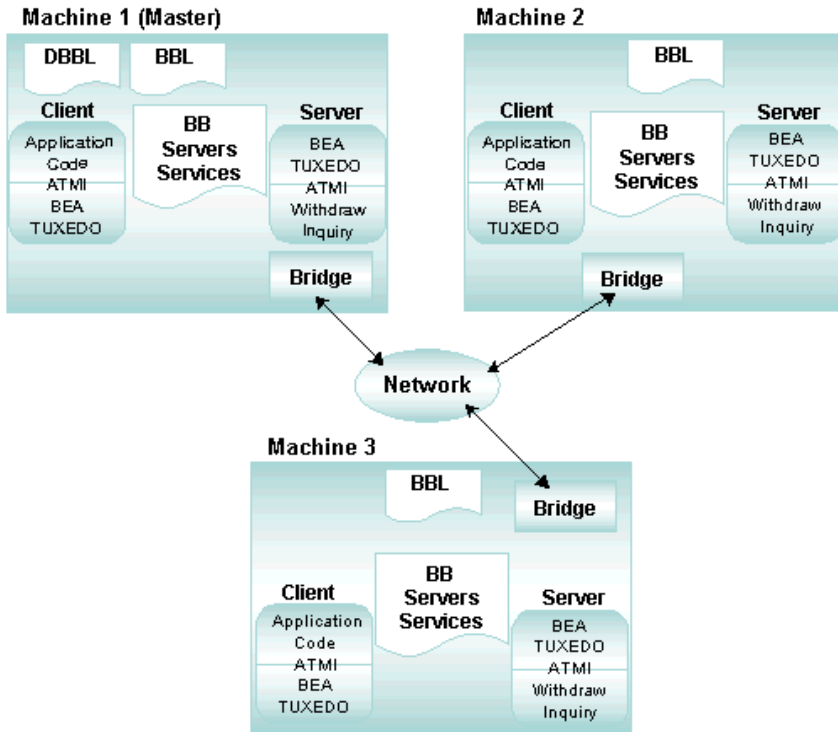 Machine 1 (Master)
DBBL
BBL
Client
Application
Code
ATMI
BEA
TUXEDO
BB
Servers
Services
Server
BEA
TUXEDO
ATMI
Withdraw
Inquiry
Bridge
Machine 2
BBL
Client
Application
Code
ATMI
BEA
TUXEDO
BB
Servers
Services
Server
BEA
TUXEDO
ATMI
Withdraw
Inquiry
Bridge
Network
Machine 3
BBL
Bridge
Client
Application
Code
ATMI
BEA
TUXEDO
BB
Servers
Services
Server
BEA
TUXEDO
ATMI
Withdraw
Inquiry